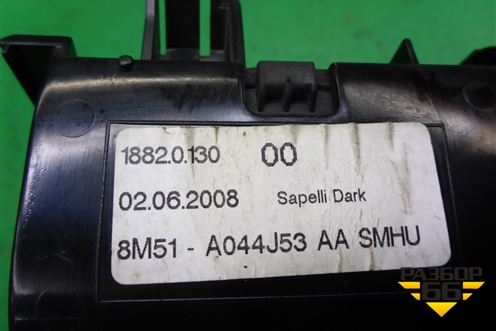 1882.0.130 00
02.06.2008 Sapelli Dark
8M51 - A044J53 AA SMHU
РАЗБОР
66